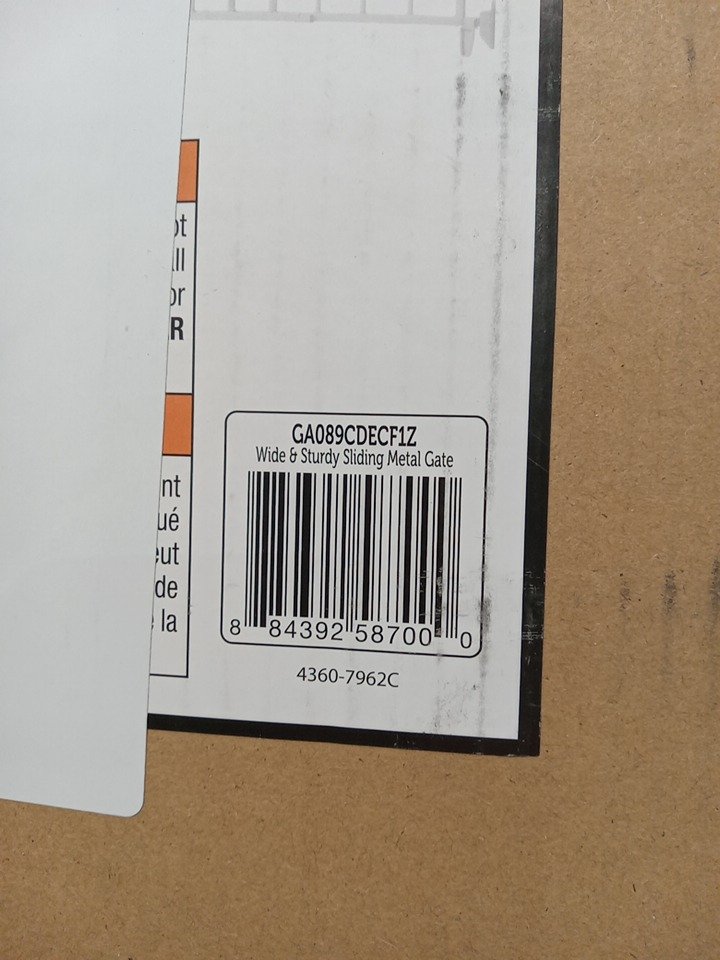 ot
ll
or
R
nt
ué
eut
de
la
GA089CDECF1Z
Wide & Sturdy Sliding Metal Gate
8 84392 58700 0
4360-7962C